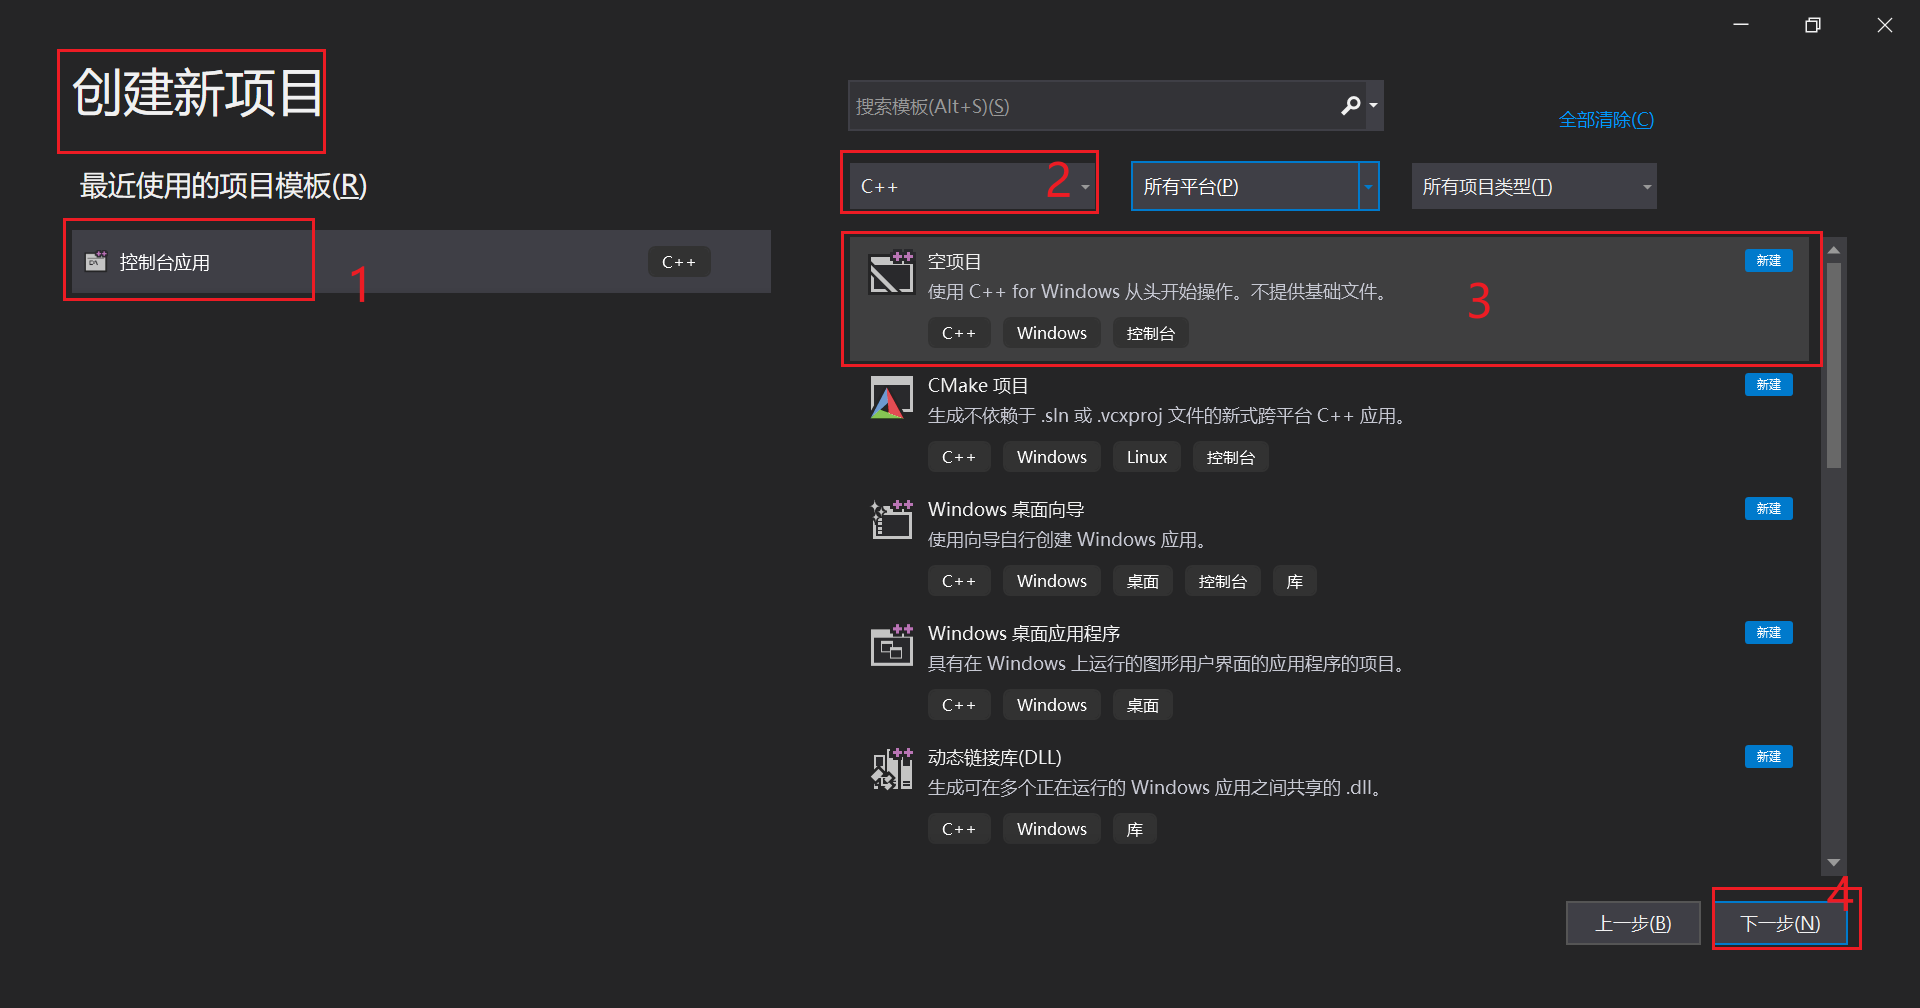 创建新项目
最近使用的项目模板(R)
控制台应用 C++
1
搜索模板(Alt+S)(S)
全部清除(C)
C++ 2 所有平台(P) 所有项目类型(T)
空项目 新建
使用 C++ for Windows 从头开始操作。不提供基础文件。
3
C++ Windows 控制台
CMake 项目 新建
生成不依赖于 .sln 或 .vcxproj 文件的新式跨平台 C++ 应用。
C++ Windows Linux 控制台
Windows 桌面向导 新建
使用向导自行创建 Windows 应用。
C++ Windows 桌面 控制台 库
Windows 桌面应用程序 新建
具有在 Windows 上运行的图形用户界面的应用程序的项目。
C++ Windows 桌面
动态链接库(DLL) 新建
生成可在多个正在运行的 Windows 应用之间共享的 .dll。
C++ Windows 库
4
上一步(B) 下一步(N)